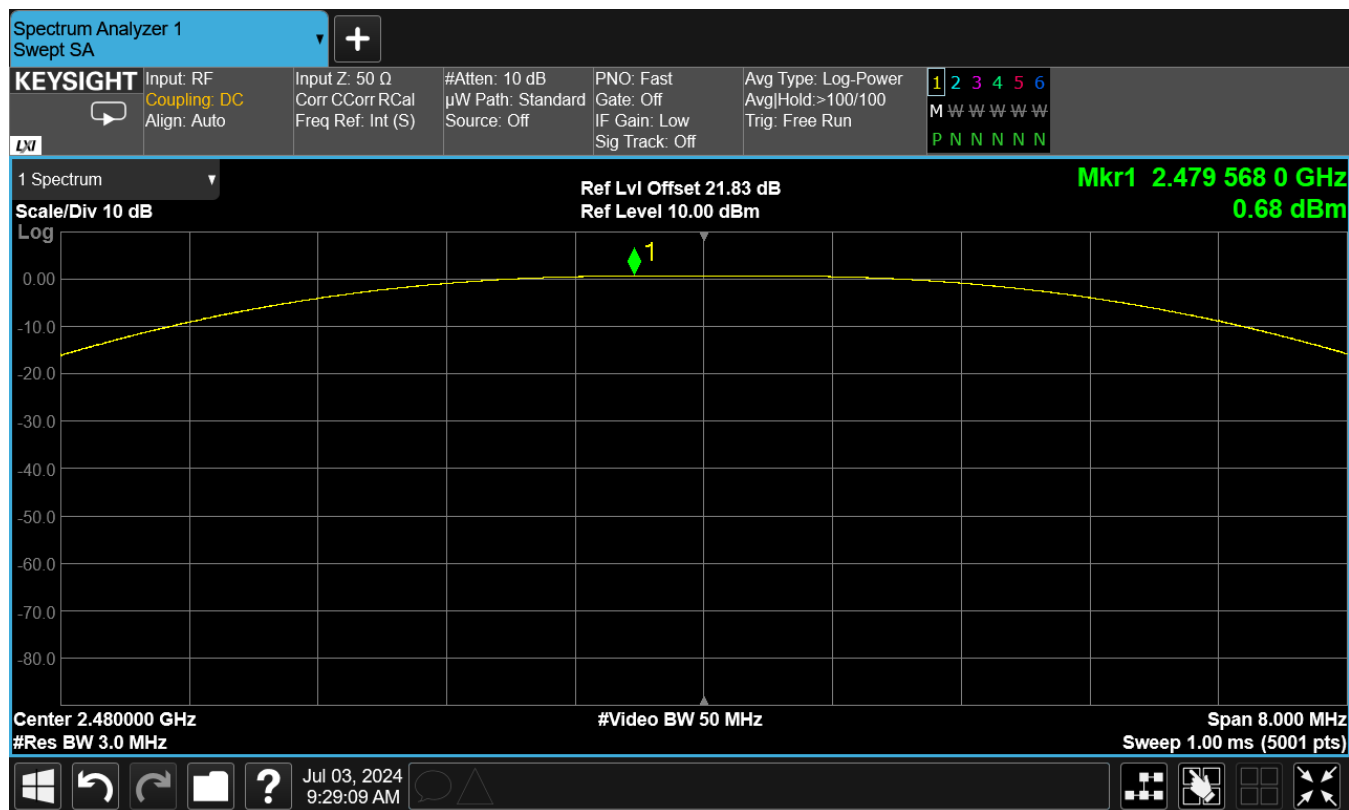 Spectrum Analyzer 1
Swept SA
KEYSIGHT
LXI
Input: RF
Coupling: DC
Align: Auto
Input Z: 50 Ω
Corr CCorr RCal
Freq Ref: Int (S)
#Atten: 10 dB
µW Path: Standard
Source: Off
PNO: Fast
Gate: Off
IF Gain: Low
Sig Track: Off
Avg Type: Log-Power
Avg|Hold:>100/100
Trig: Free Run
1 2 3 4 5 6
M W W W W W
P N N N N N
1 Spectrum
Scale/Div 10 dB
Log
Ref Lvl Offset 21.83 dB
Ref Level 10.00 dBm
Mkr1 2.479 568 0 GHz
0.68 dBm
1
0.00
-10.0
-20.0
-30.0
-40.0
-50.0
-60.0
-70.0
-80.0
Center 2.480000 GHz
#Res BW 3.0 MHz
#Video BW 50 MHz
Span 8.000 MHz
Sweep 1.00 ms (5001 pts)
?
Jul 03, 2024
9:29:09 AM